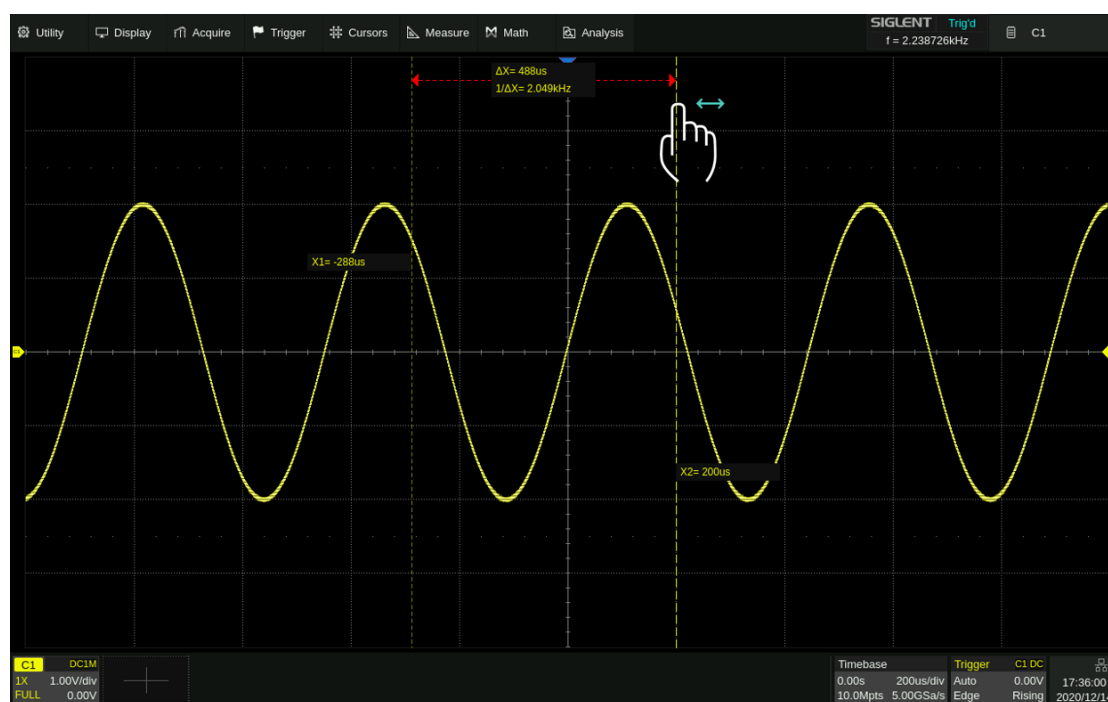 Utility Display Acquire Trigger Cursors Measure Math Analysis SIGLENT Trig'd C1
f = 2.238726kHz
ΔX= 488us
1/ΔX= 2.049kHz
X1= -288us
X2= 200us
C1 DC1M
1X 1.00V/div
FULL 0.00V
Timebase
0.00s 200us/div
10.0Mpts 5.00GSa/s
Trigger C1 DC
Auto 0.00V
Edge Rising
17:36:00